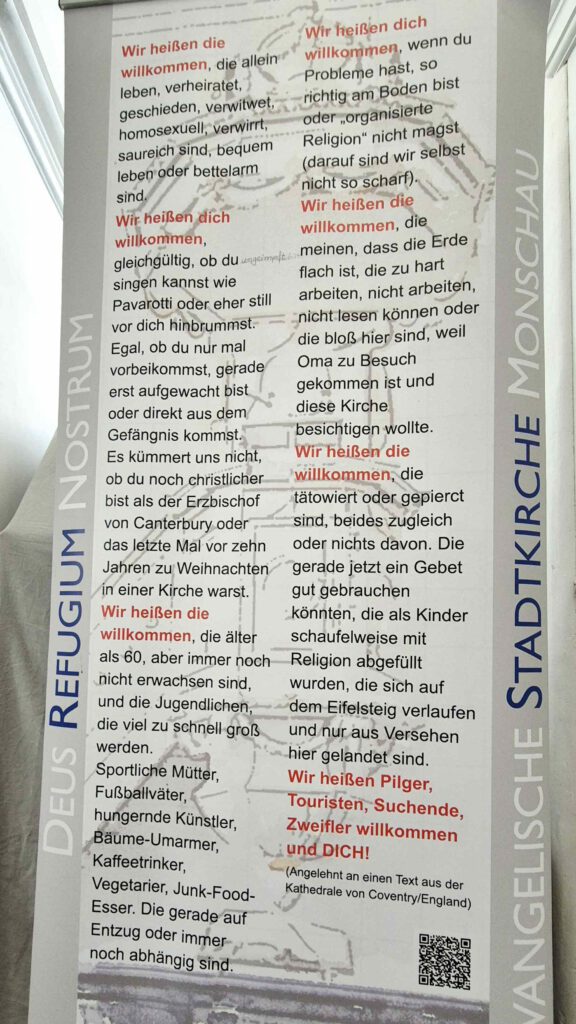 Wir heißen die
willkommen, die allein
leben, verheiratet,
geschieden, verwitwet,
homosexuell, verwirrt,
saureich sind, bequem
leben oder bettelarm
sind.
Wir heißen dich
willkommen,
gleichgültig, ob du ungeimpft
singen kannst wie
Pavarotti oder eher still
vor dich hinbrummst.
Egal, ob du nur mal
vorbeikommst, gerade
erst aufgewacht bist
oder direkt aus dem
Gefängnis kommst.
Es kümmert uns nicht,
ob du noch christlicher
bist als der Erzbischof
von Canterbury oder
das letzte Mal vor zehn
Jahren zu Weihnachten
in einer Kirche warst.
Wir heißen die
willkommen, die älter
als 60, aber immer noch
nicht erwachsen sind,
und die Jugendlichen,
die viel zu schnell groß
werden.
Sportliche Mütter,
Fußballväter,
hungernde Künstler,
Bäume-Umarmer,
Kaffeetrinker,
Vegetarier, Junk-Food-
Esser. Die gerade auf
Entzug oder immer
noch abhängig sind.
Wir heißen dich
willkommen, wenn du
Probleme hast, so
richtig am Boden bist
oder „organisierte
Religion“ nicht magst
(darauf sind wir selbst
nicht so scharf).
Wir heißen die
willkommen, die
meinen, dass die Erde
flach ist, die zu hart
arbeiten, nicht arbeiten,
nicht lesen können oder
die bloß hier sind, weil
Oma zu Besuch
gekommen ist und
diese Kirche
besichtigen wollte.
Wir heißen die
willkommen, die
tätowiert oder gepierct
sind, beides zugleich
oder nichts davon. Die
gerade jetzt ein Gebet
gut gebrauchen
könnten, die als Kinder
schaufelweise mit
Religion abgefüllt
wurden, die sich auf
dem Eifelsteig verlaufen
und nur aus Versehen
hier gelandet sind.
Wir heißen Pilger,
Touristen, Suchende,
Zweifler willkommen
und DICH!
(Angelehnt an einen Text aus der
Kathedrale von Coventry/England)
DEUS REFUGIUM NOSTRUM
VANGELISCHE STADTKIRCHE MONSCHAU